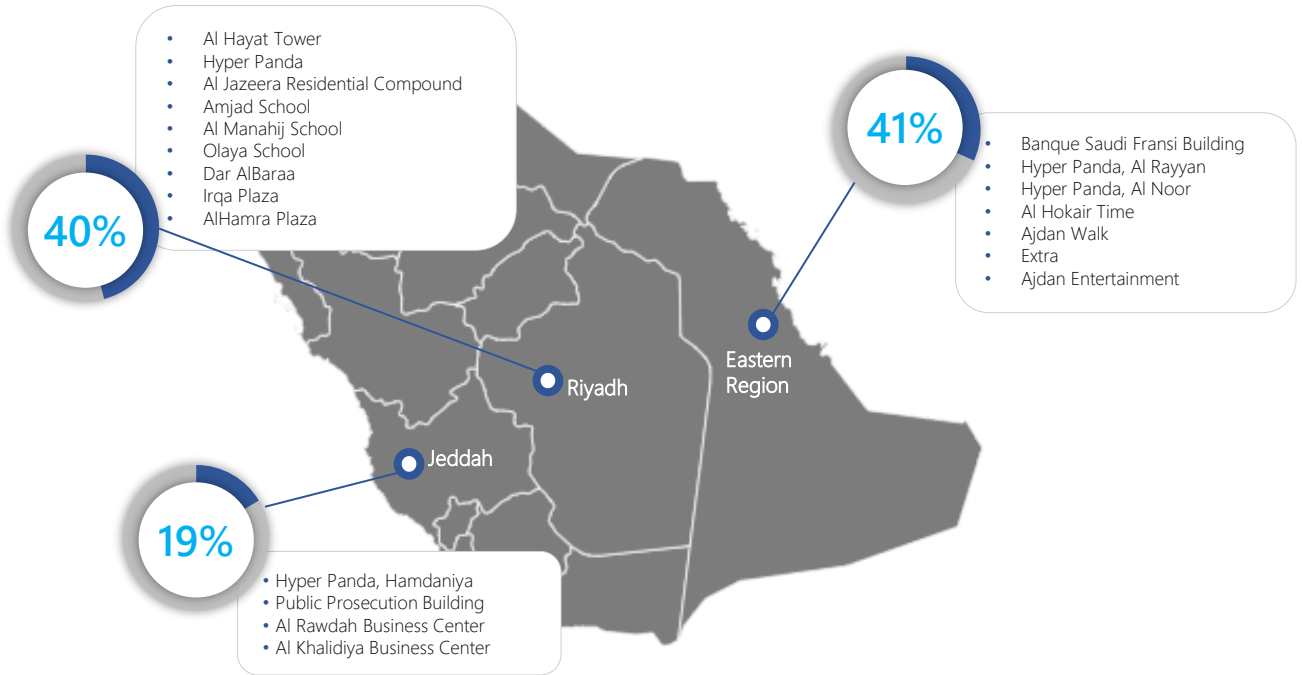 • Al Hayat Tower
• Hyper Panda
• Al Jazeera Residential Compound
• Amjad School
• Al Manahij School
• Olaya School
• Dar AlBaraa
• Irqa Plaza
• AlHamra Plaza
40%
41%
• Banque Saudi Fransi Building
• Hyper Panda, Al Rayyan
• Hyper Panda, Al Noor
• Al Hokair Time
• Ajdan Walk
• Extra
• Ajdan Entertainment
Eastern
Region
Riyadh
Jeddah
19%
• Hyper Panda, Hamdaniya
• Public Prosecution Building
• Al Rawdah Business Center
• Al Khalidiya Business Center